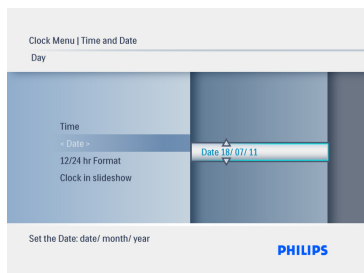 Clock Menu | Time and Date
Day
Time
< Date >
Date 18/ 07/ 11
12/24 hr Format
Clock in slideshow
Set the Date: date/ month/ year
PHILIPS